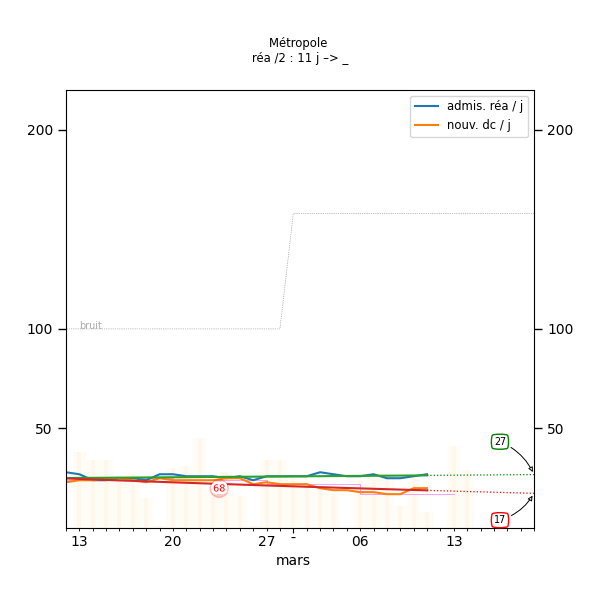 Métropole
réa /2 : 11 j –> _
admis. réa / j
nouv. dc / j
200
200
bruit
100
100
50
50
27
68
17
13
20
27
-
06
13
mars